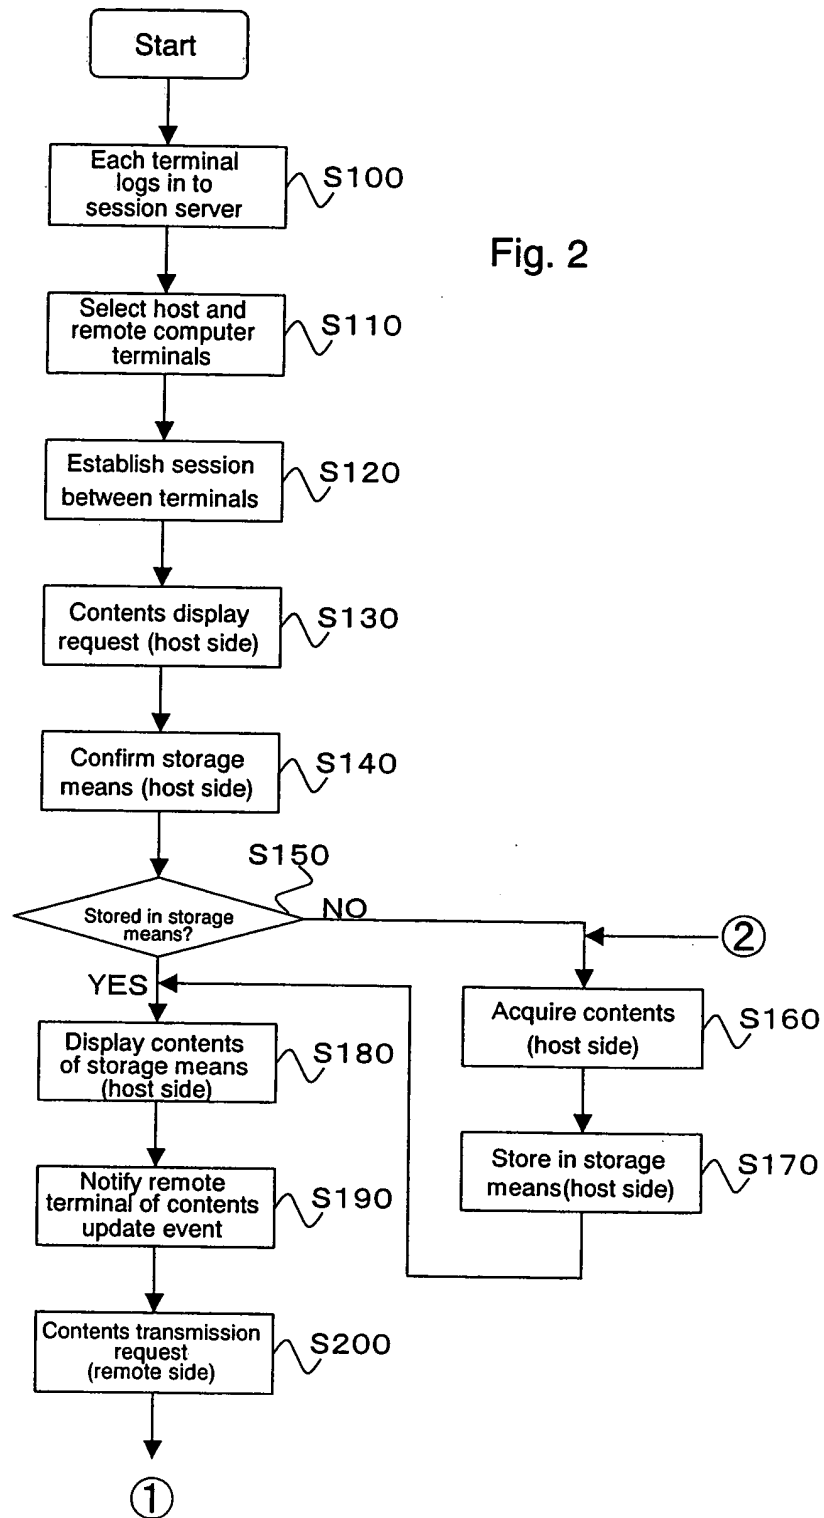 Start
Each terminal
logs in to
session server
S100
Fig. 2
Select host and
remote computer
terminals
S110
Establish session
between terminals
S120
Contents display
request (host side)
S130
Confirm storage
means (host side)
S140
S150
Stored in storage
means?
NO
②
YES
Acquire contents
(host side)
S160
Display contents
of storage means
(host side)
S180
Store in storage
means(host side)
S170
Notify remote
terminal of contents
update event
S190
Contents transmission
request
(remote side)
S200
①